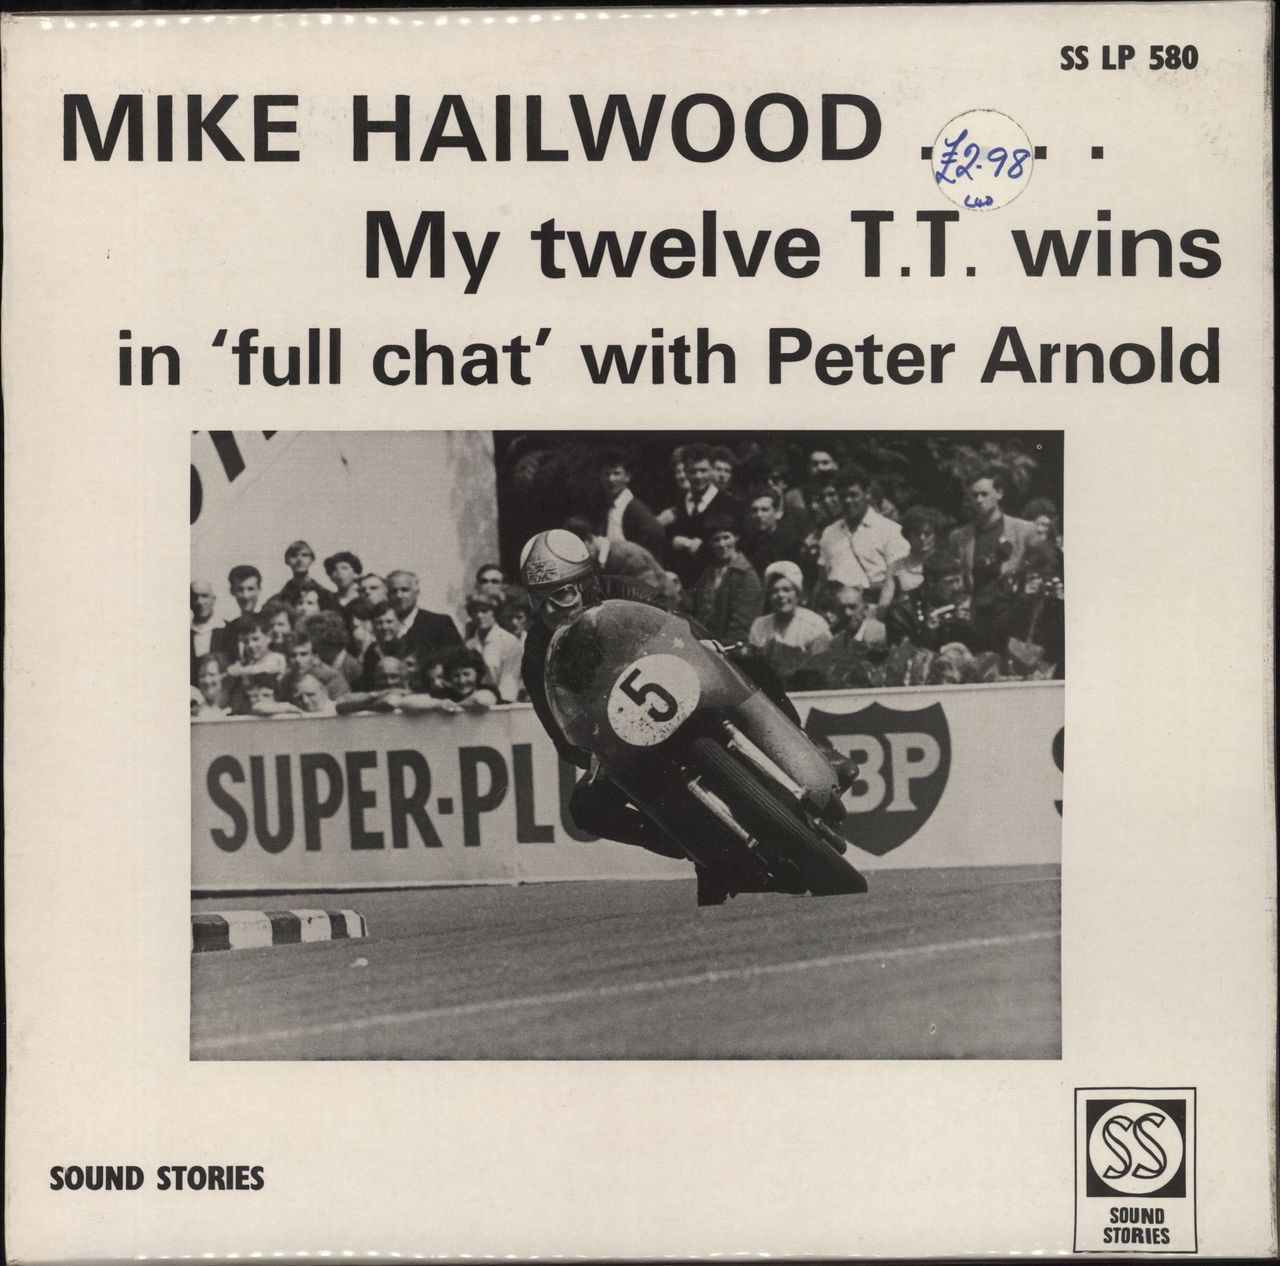 SS LP 580
MIKE HAILWOOD . . . .
£2.98
My twelve T.T. wins
in ‘full chat’ with Peter Arnold
5
SUPER-PLU
BP
SOUND STORIES
SS
SOUND
STORIES